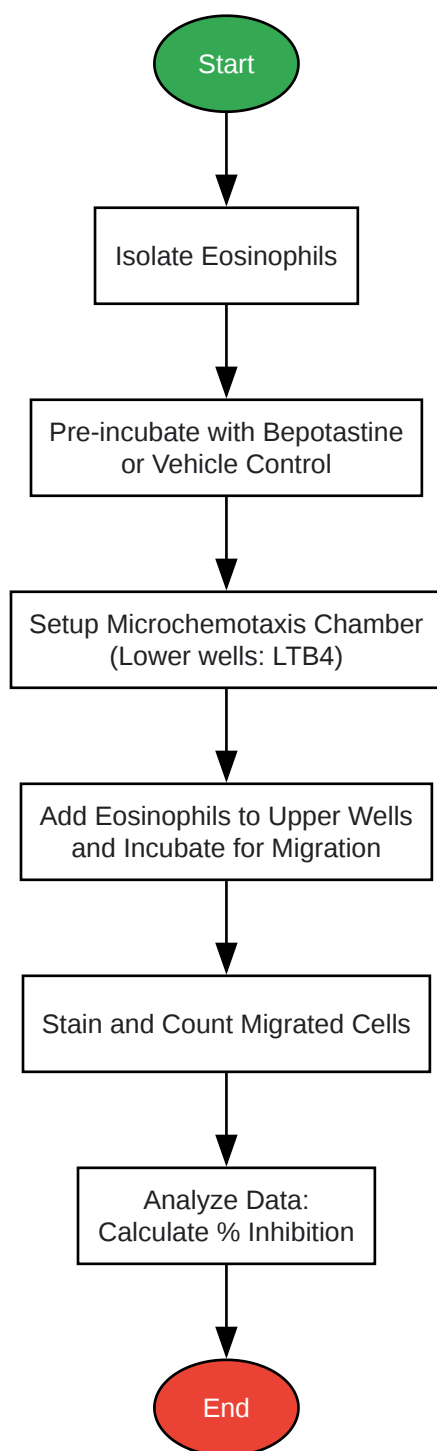 Start
Isolate Eosinophils
Pre-incubate with Bepotastine
or Vehicle Control
Setup Microchemotaxis Chamber
(Lower wells: LTB4)
Add Eosinophils to Upper Wells
and Incubate for Migration
Stain and Count Migrated Cells
Analyze Data:
Calculate % Inhibition
End